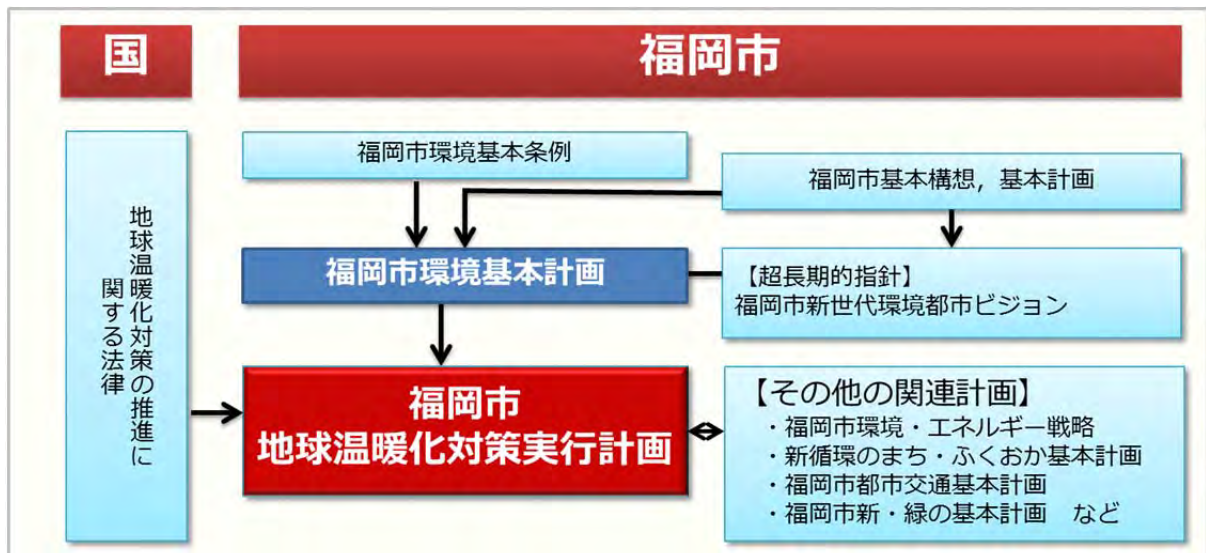 国
福岡市
地球温暖化対策の推進に
関する法律
福岡市環境基本条例
福岡市基本構想，基本計画
福岡市環境基本計画
【超長期的指針】
福岡市新世代環境都市ビジョン
福岡市
地球温暖化対策実行計画
【その他の関連計画】
・福岡市環境・エネルギー戦略
・新循環のまち・ふくおか基本計画
・福岡市都市交通基本計画
・福岡市新・緑の基本計画　など